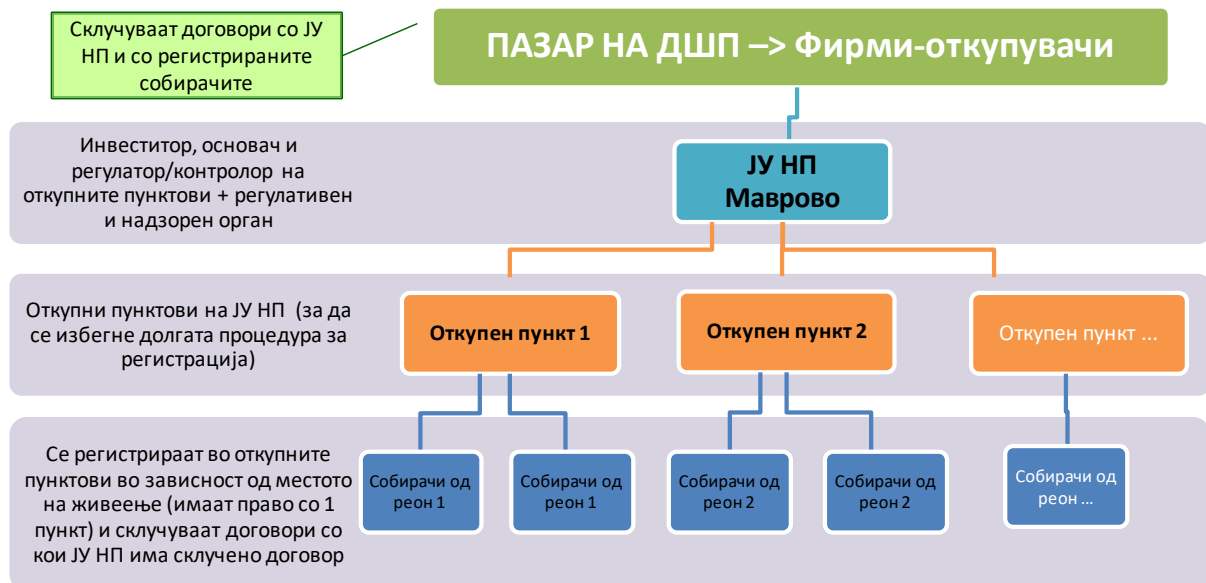 Склучуваат договори со ЈУ
НП и со регистрираните
собирачите
ПАЗАР НА ДШП –> Фирми-откупувачи
Инвеститор, основач и
регулатор/контролор на
откупните пунктови + регулативен
и надзорен орган
ЈУ НП
Маврово
Откупни пунктови на ЈУ НП (за да
се избегне долгата процедура за
регистрација)
Откупен пункт 1
Откупен пункт 2
Откупен пункт ...
Се регистрираат во откупните
пунктови во зависност од местото
на живеење (имаат право со 1
пункт) и склучуваат договори со
кои ЈУ НП има склучено договор
Собирачи од
реон 1
Собирачи од
реон 1
Собирачи од
реон 2
Собирачи од
реон 2
Собирачи од
реон ...